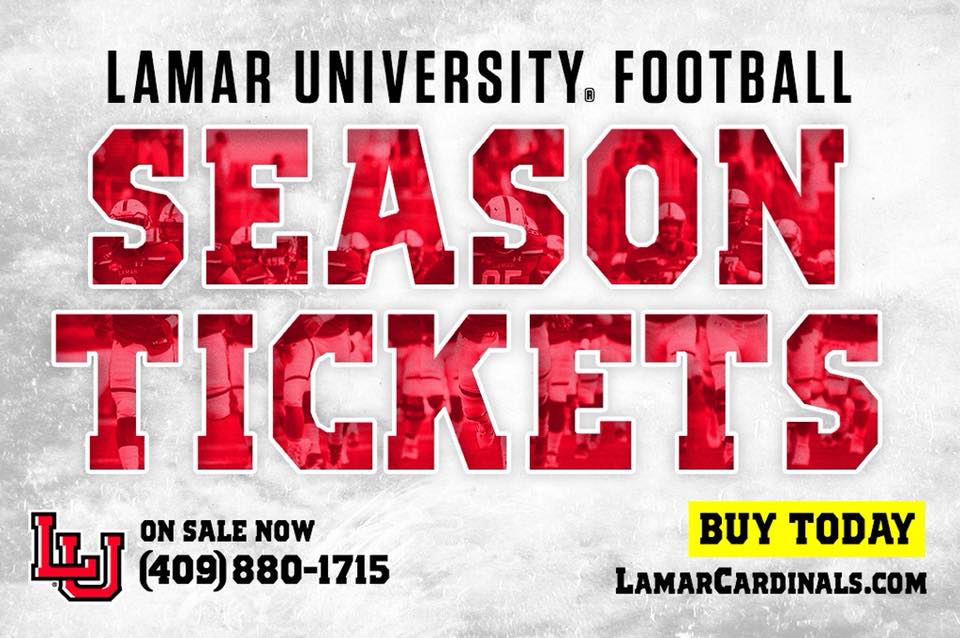 LAMAR UNIVERSITY® FOOTBALL
SEASON
TICKETS
LU
ON SALE NOW
(409) 880-1715
BUY TODAY
LAMARCARDINALS.COM